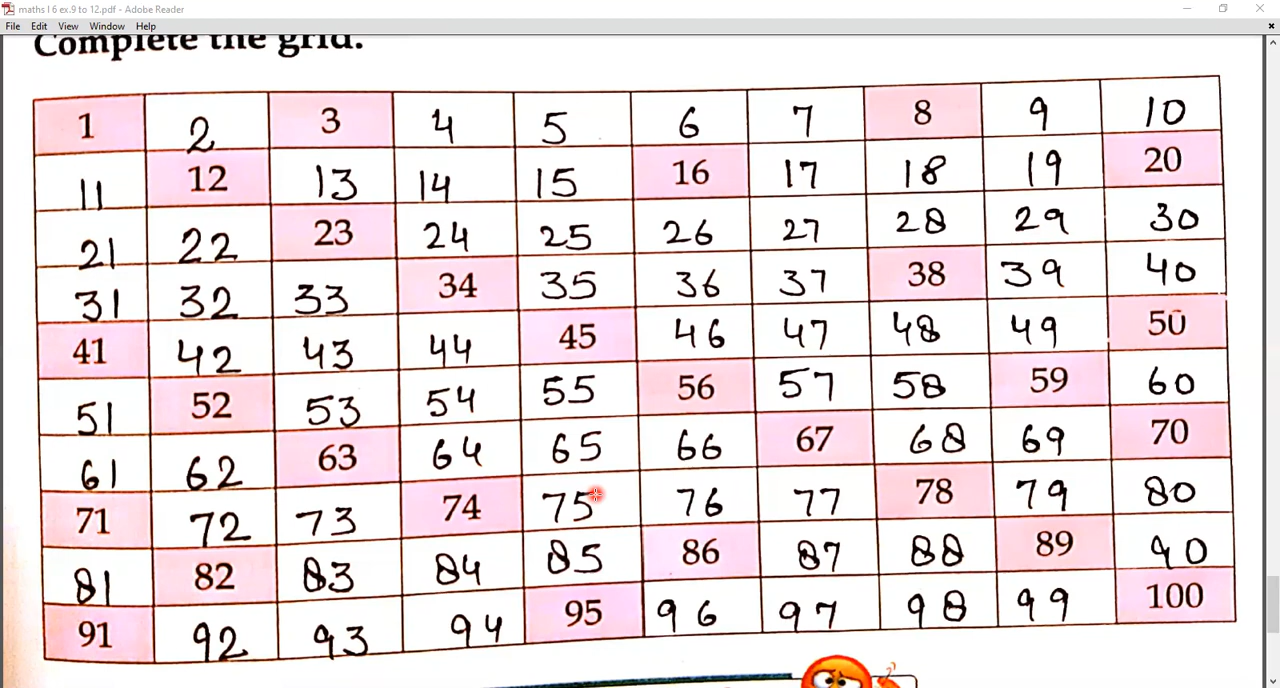 maths l 6 ex.9 to 12.pdf - Adobe Reader
File Edit View Window Help
Complete the grid.
1 2 3 4 5 6 7 8 9 10
11 12 13 14 15 16 17 18 19 20
21 22 23 24 25 26 27 28 29 30
31 32 33 34 35 36 37 38 39 40
41 42 43 44 45 46 47 48 49 50
51 52 53 54 55 56 57 58 59 60
61 62 63 64 65 66 67 68 69 70
71 72 73 74 75 76 77 78 79 80
81 82 83 84 85 86 87 88 89 90
91 92 93 94 95 96 97 98 99 100